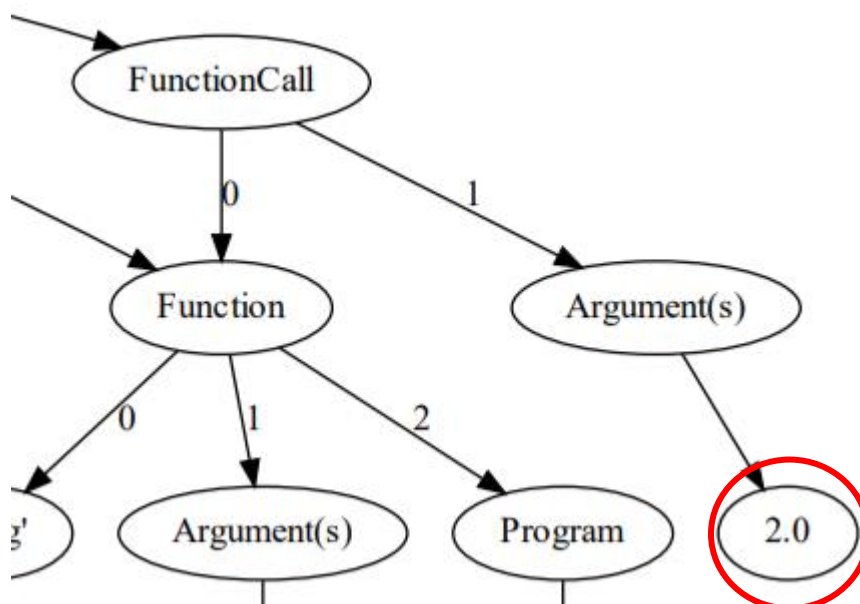 FunctionCall
0
1
Function
Argument(s)
0
1
2
g'
Argument(s)
Program
2.0